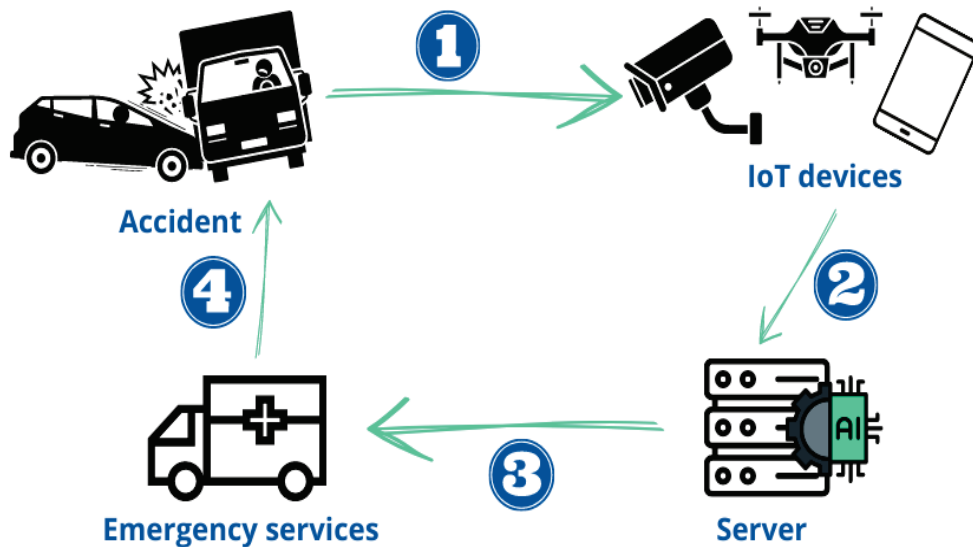 1
IoT devices
Accident
4
2
AI
3
Emergency services
Server